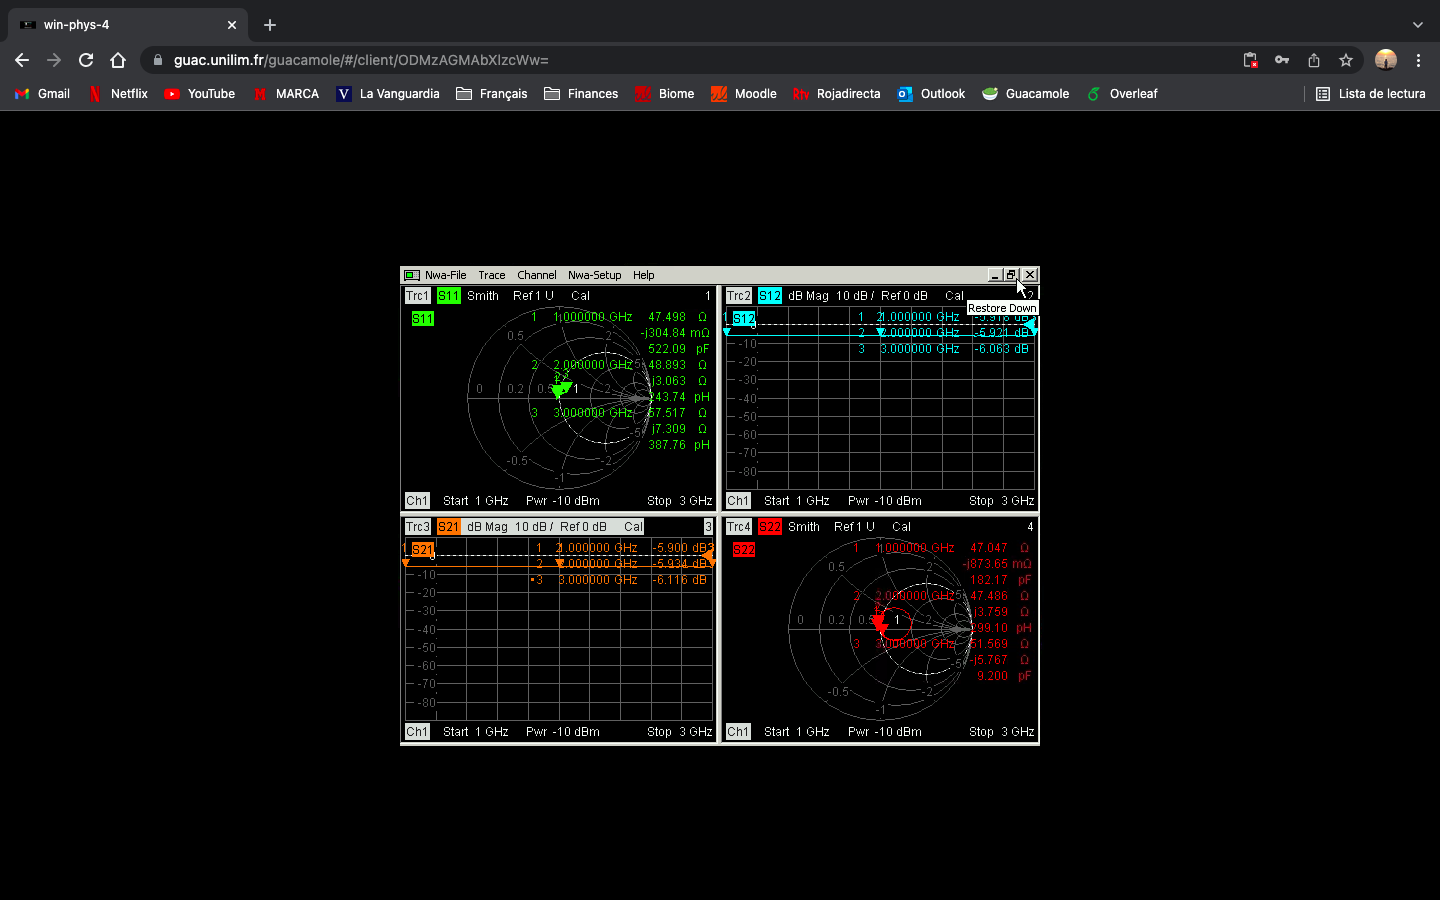 win-phys-4
guac.unilim.fr/guacamole/#/client/ODMzAGMAbXIzcWw=
Gmail Netflix YouTube MARCA La Vanguardia Français Finances Biome Moodle Rojadirecta Outlook Guacamole Overleaf Lista de lectura
Nwa-File Trace Channel Nwa-Setup Help
Restore Down
Trc1 S11 Smith Ref 1 U Cal 1
S11
1 1.000000 GHz 47.498 Ω
-j304.84 mΩ
522.09 pF
2 2.000000 GHz 48.893 Ω
j3.063 Ω
243.74 pH
3 3.000000 GHz 57.517 Ω
j7.309 Ω
387.76 pH
0.5 2 5
0 0.2 0.5 1 2
-0.5 -1 -2 -5
Ch1 Start 1 GHz Pwr -10 dBm Stop 3 GHz
Trc2 S12 dB Mag 10 dB / Ref 0 dB Cal 2
S12
1 1.000000 GHz -5.918 dB
2 2.000000 GHz -5.921 dB
3 3.000000 GHz -6.063 dB
-10
-20
-30
-40
-50
-60
-70
-80
Ch1 Start 1 GHz Pwr -10 dBm Stop 3 GHz
Trc3 S21 dB Mag 10 dB / Ref 0 dB Cal 3
S21
1 1.000000 GHz -5.900 dB
2 2.000000 GHz -5.934 dB
•3 3.000000 GHz -6.116 dB
-10
-20
-30
-40
-50
-60
-70
-80
Ch1 Start 1 GHz Pwr -10 dBm Stop 3 GHz
Trc4 S22 Smith Ref 1 U Cal 4
S22
1 1.000000 GHz 47.047 Ω
-j873.65 mΩ
182.17 pF
2 2.000000 GHz 47.486 Ω
j3.759 Ω
299.10 pH
3 3.000000 GHz 51.569 Ω
-j5.767 Ω
9.200 pF
0.5 2 5
0 0.2 0.5 1 2
-0.5 -1 -2 -5
Ch1 Start 1 GHz Pwr -10 dBm Stop 3 GHz